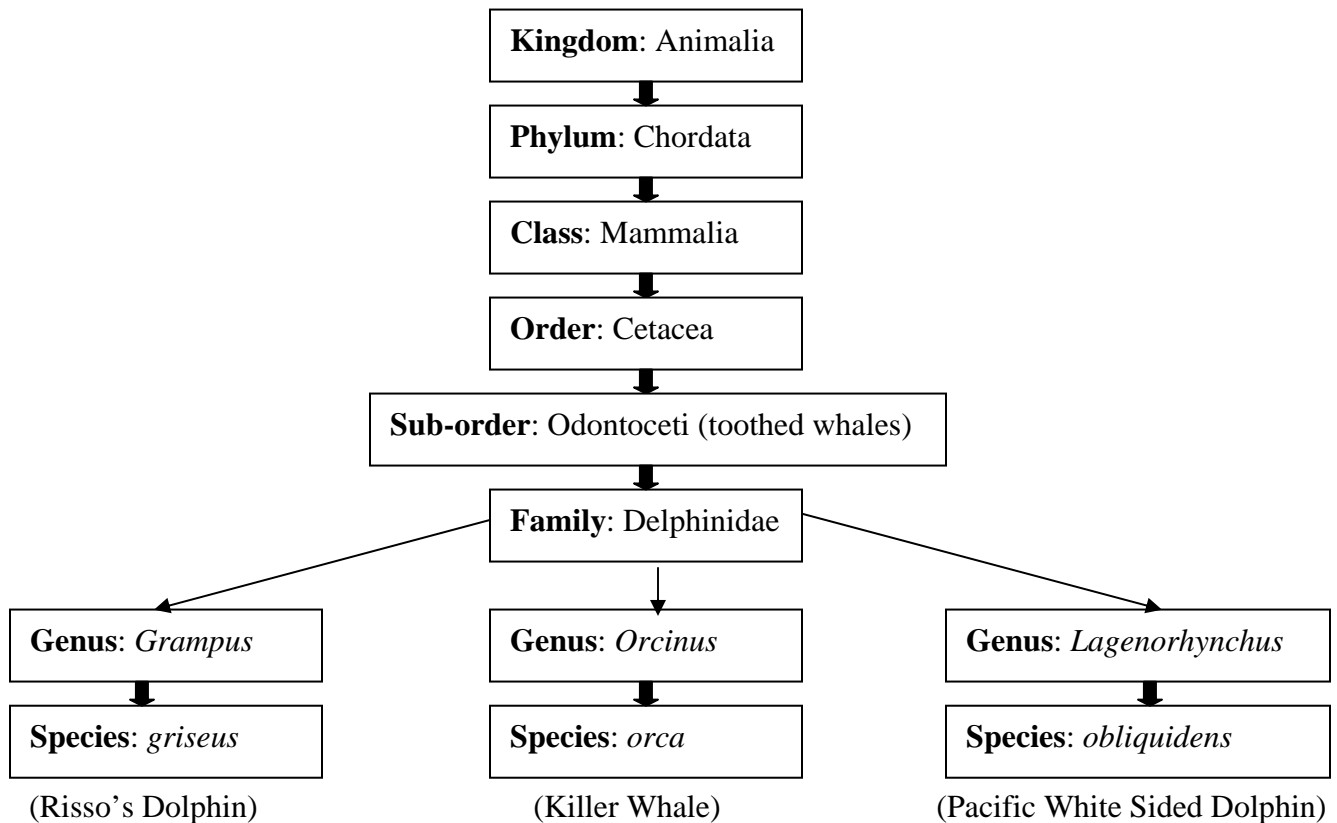 Kingdom: Animalia
Phylum: Chordata
Class: Mammalia
Order: Cetacea
Sub-order: Odontoceti (toothed whales)
Family: Delphinidae
Genus: Grampus
Genus: Orcinus
Genus: Lagenorhynchus
Species: griseus
Species: orca
Species: obliquidens
(Risso’s Dolphin)
(Killer Whale)
(Pacific White Sided Dolphin)